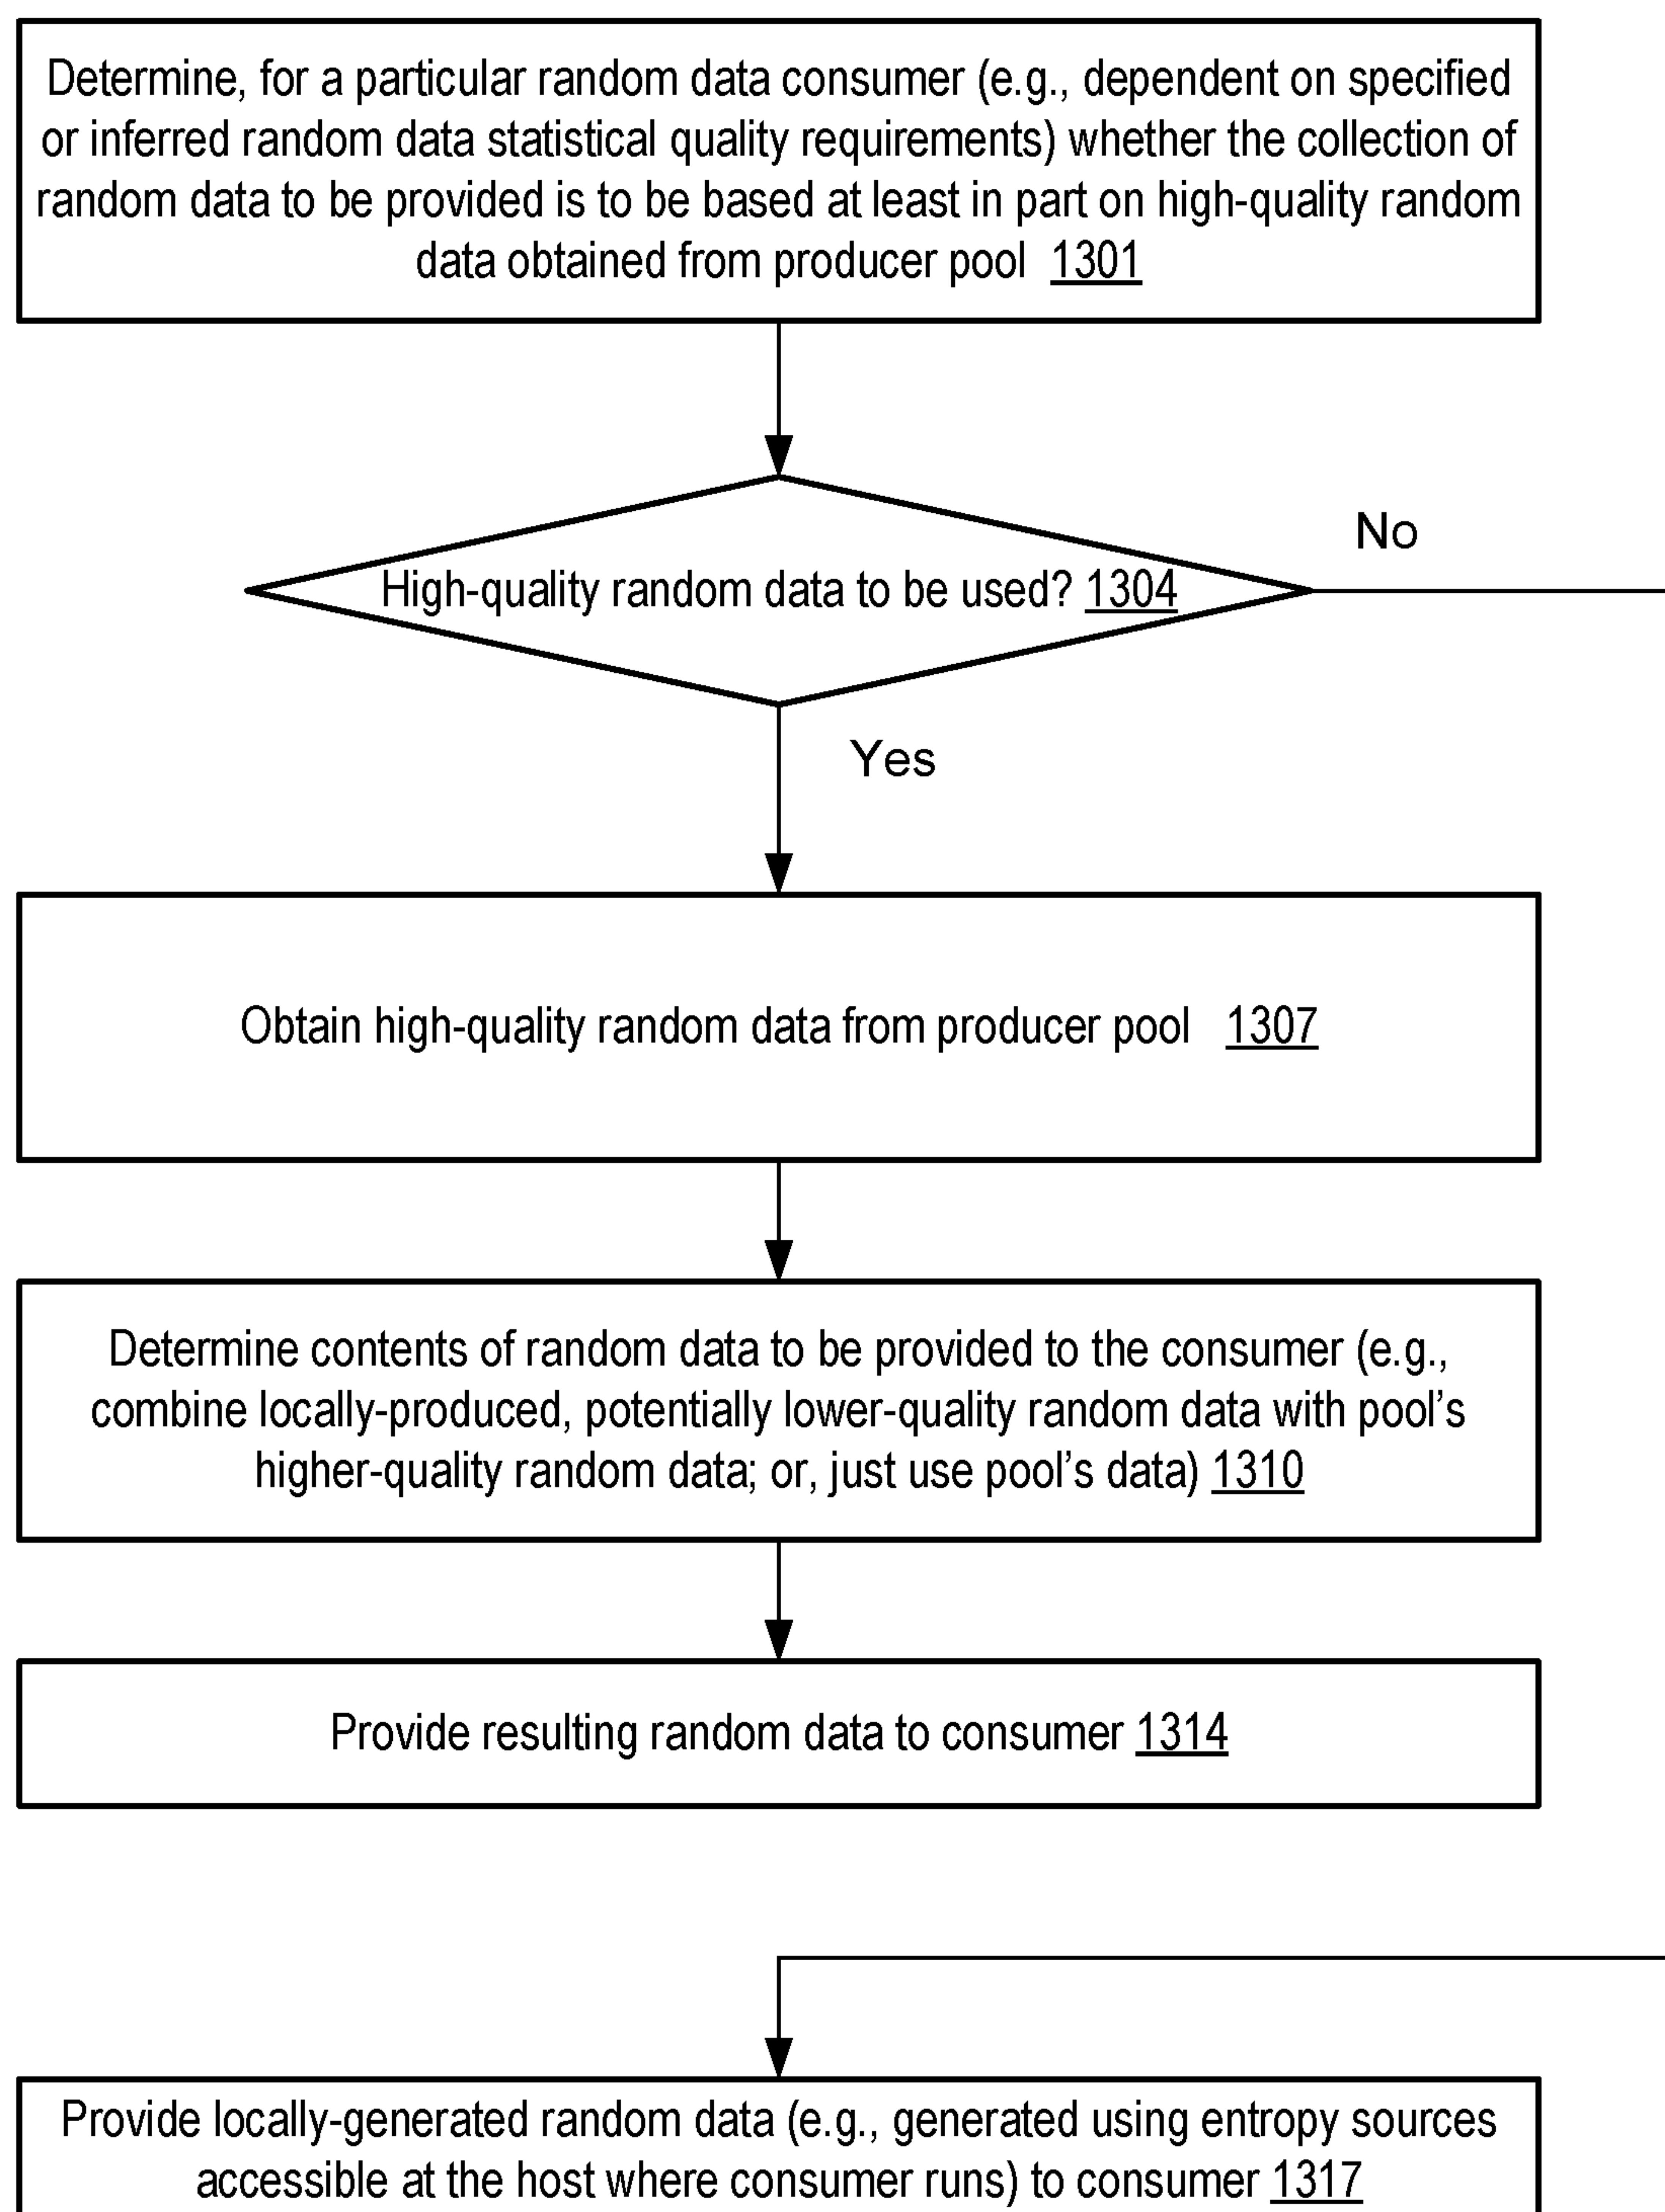 Determine, for a particular random data consumer (e.g., dependent on specified
or inferred random data statistical quality requirements) whether the collection of
random data to be provided is to be based at least in part on high-quality random
data obtained from producer pool 1301
No
High-quality random data to be used? 1304
Yes
Obtain high-quality random data from producer pool 1307
Determine contents of random data to be provided to the consumer (e.g.,
combine locally-produced, potentially lower-quality random data with pool’s
higher-quality random data; or, just use pool’s data) 1310
Provide resulting random data to consumer 1314
Provide locally-generated random data (e.g., generated using entropy sources
accessible at the host where consumer runs) to consumer 1317